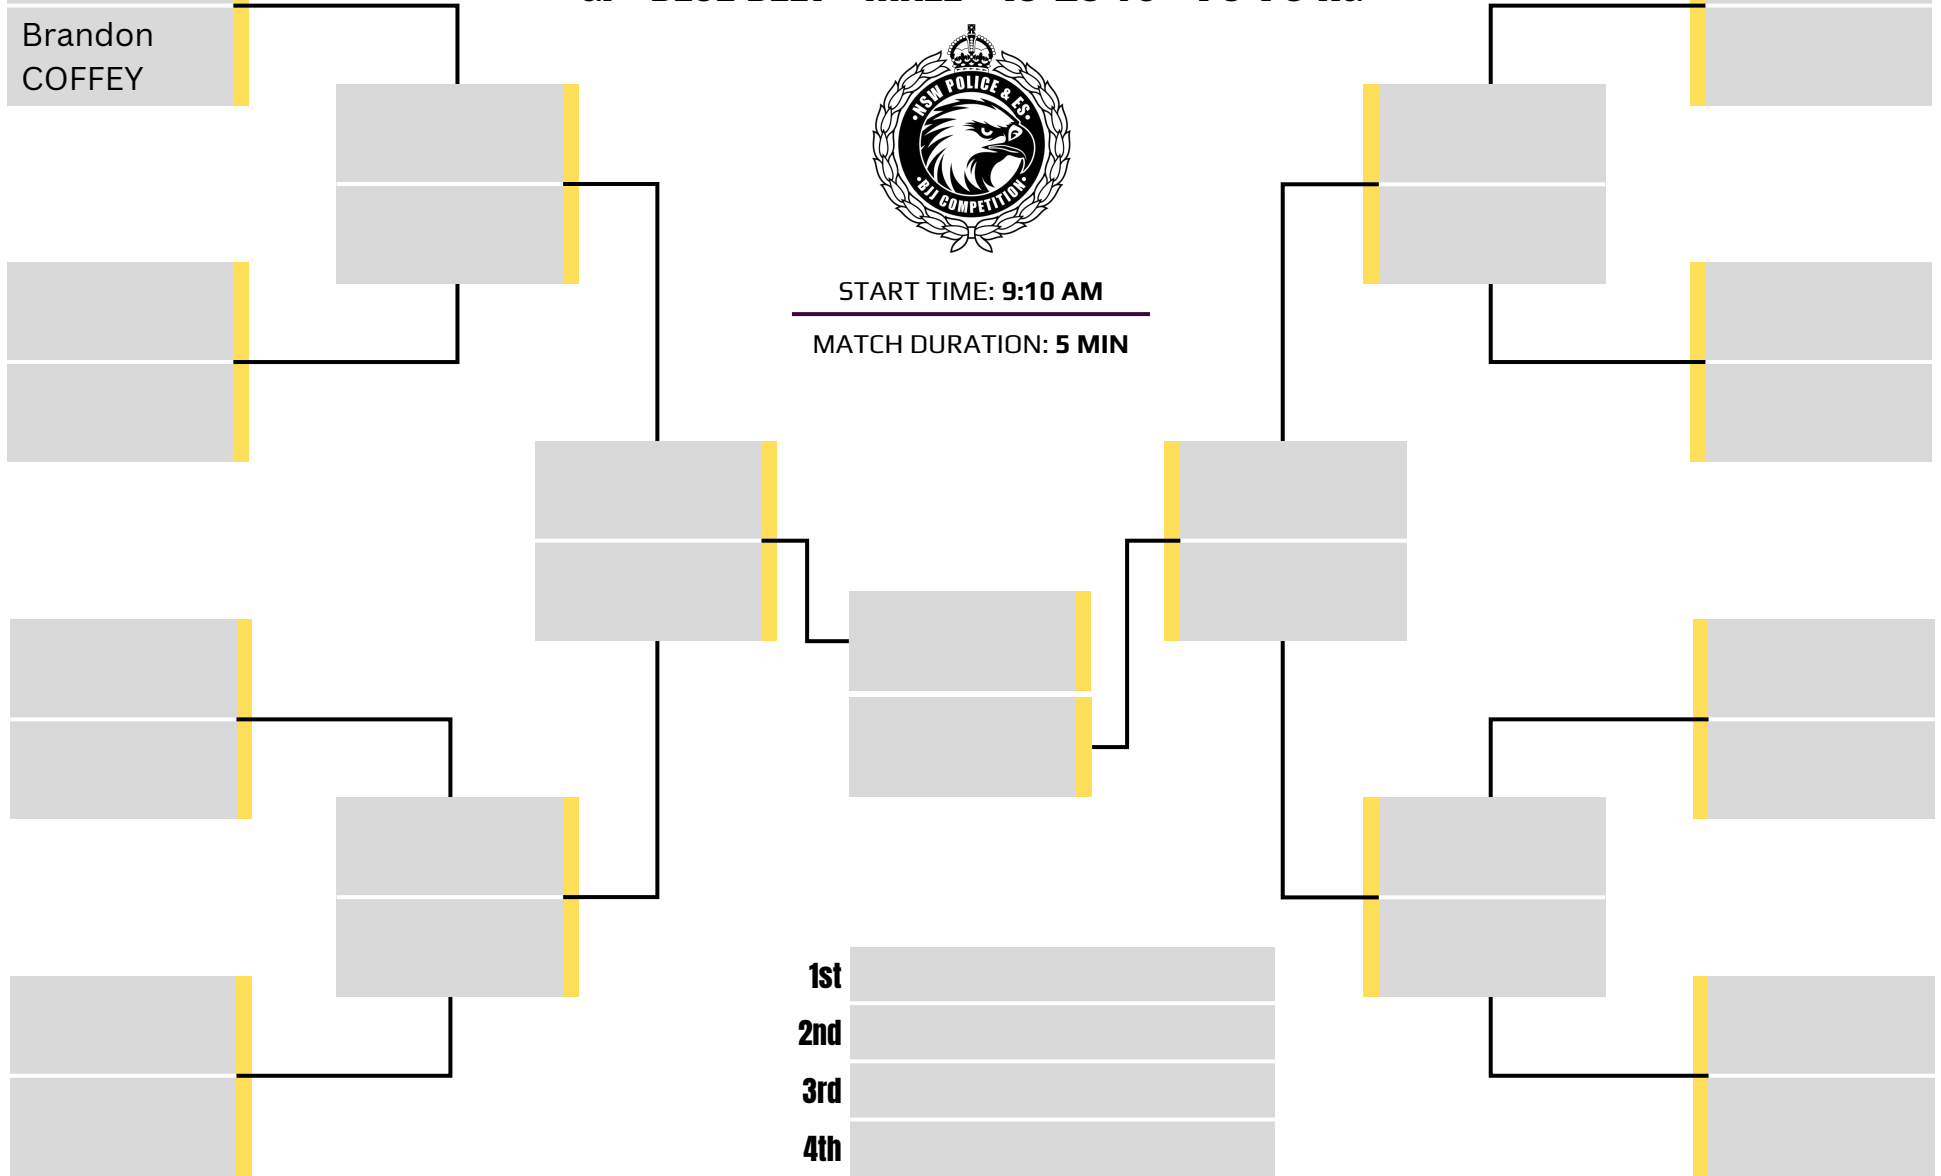 Brandon
COFFEY
NSW POLICE & ES
BJJ COMPETITION
START TIME: 9:10 AM
MATCH DURATION: 5 MIN
1st
2nd
3rd
4th